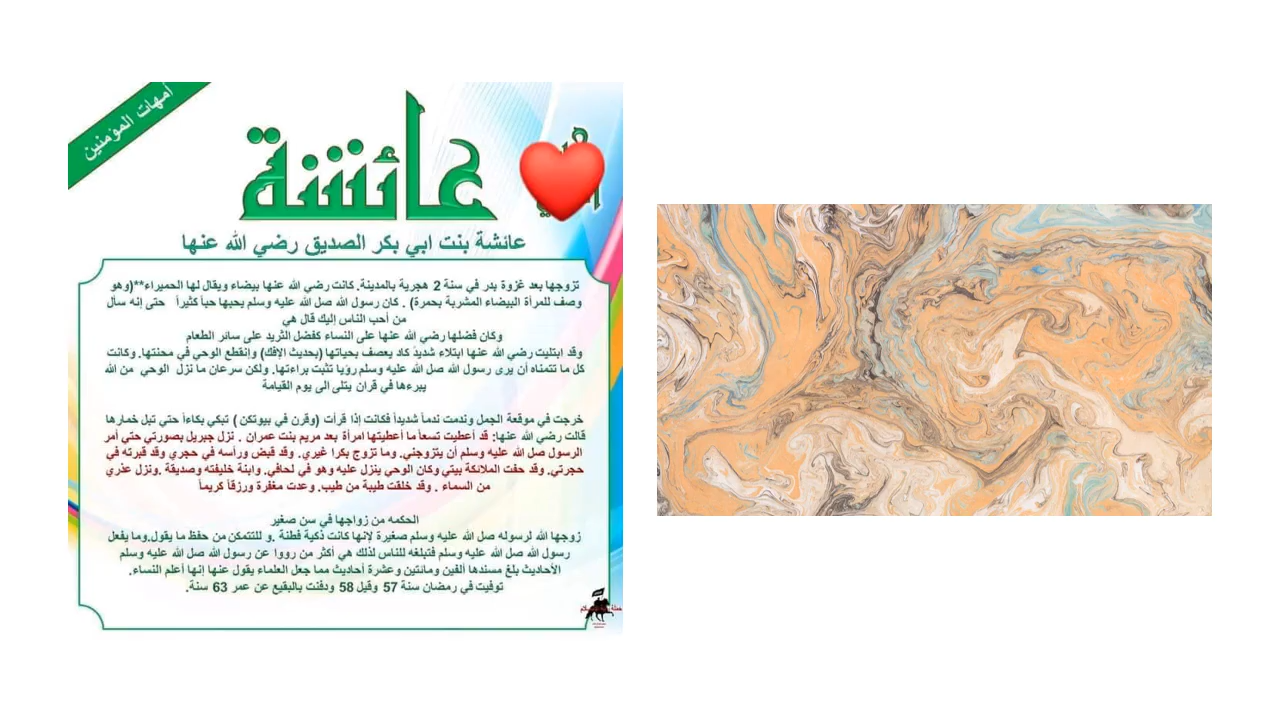 أمهات المؤمنين
عائشة
عائشة بنت ابي بكر الصديق رضي الله عنها
تزوجها بعد غزوة بدر في سنة 2 هجرية بالمدينة. كانت رضي الله عنها بيضاء ويقال لها الحميراء**(وهو
وصف للمرأة البيضاء المشربة بحمرة) . كان رسول الله صل الله عليه وسلم يحبها حباً كثيراً حتى إنه سأل
من أحب الناس إليك قال هي
وكان فضلها رضي الله عنها على النساء كفضل الثريد على سائر الطعام
وقد ابتليت رضي الله عنها ابتلاء شديد كاد يعصف بحياتها (بحديث الإفك) وإنقطع الوحي في محنتها. وكانت
كل ما تتمناه أن يرى رسول الله صل الله عليه وسلم رؤيا تثبت براءتها. ولكن سرعان ما نزل الوحي من الله
يبرءها في قران يتلى الى يوم القيامة
خرجت في موقعة الجمل وندمت ندماً شديداً فكانت إذا قرأت (وقرن في بيوتكن ) تبكي بكاءاً حتي تبل خمارها
قالت رضي الله عنها: قد أعطيت تسعاً ما أعطيتها امرأة بعد مريم بنت عمران . نزل جبريل بصورتي حتي أمر
الرسول صل الله عليه وسلم أن يتزوجني. وما تزوج بكرا غيري. وقد قبض ورأسه في حجري وقد قبرته في
حجرتي. وقد حفت الملائكة بيتي وكان الوحي ينزل عليه وهو في لحافي. وابنة خليفته وصديقة .ونزل عذري
من السماء . وقد خلقت طيبة من طيب. وعدت مغفرة ورزقاً كريماً
الحكمه من زواجها في سن صغير
زوجها الله لرسوله صل الله عليه وسلم صغيرة لإنها كانت ذكية فطنة .و للتتمكن من حفظ ما يقول.وما يفعل
رسول الله صل الله عليه وسلم فتبلغه للناس لذلك هي أكثر من رووا عن رسول الله صل الله عليه وسلم
الأحاديث بلغ مسندها ألفين ومائتين وعشرة أحاديث مما جعل العلماء يقول عنها إنها أعلم النساء.
توفيت في رمضان سنة 57 وقيل 58 ودفنت بالبقيع عن عمر 63 سنة.